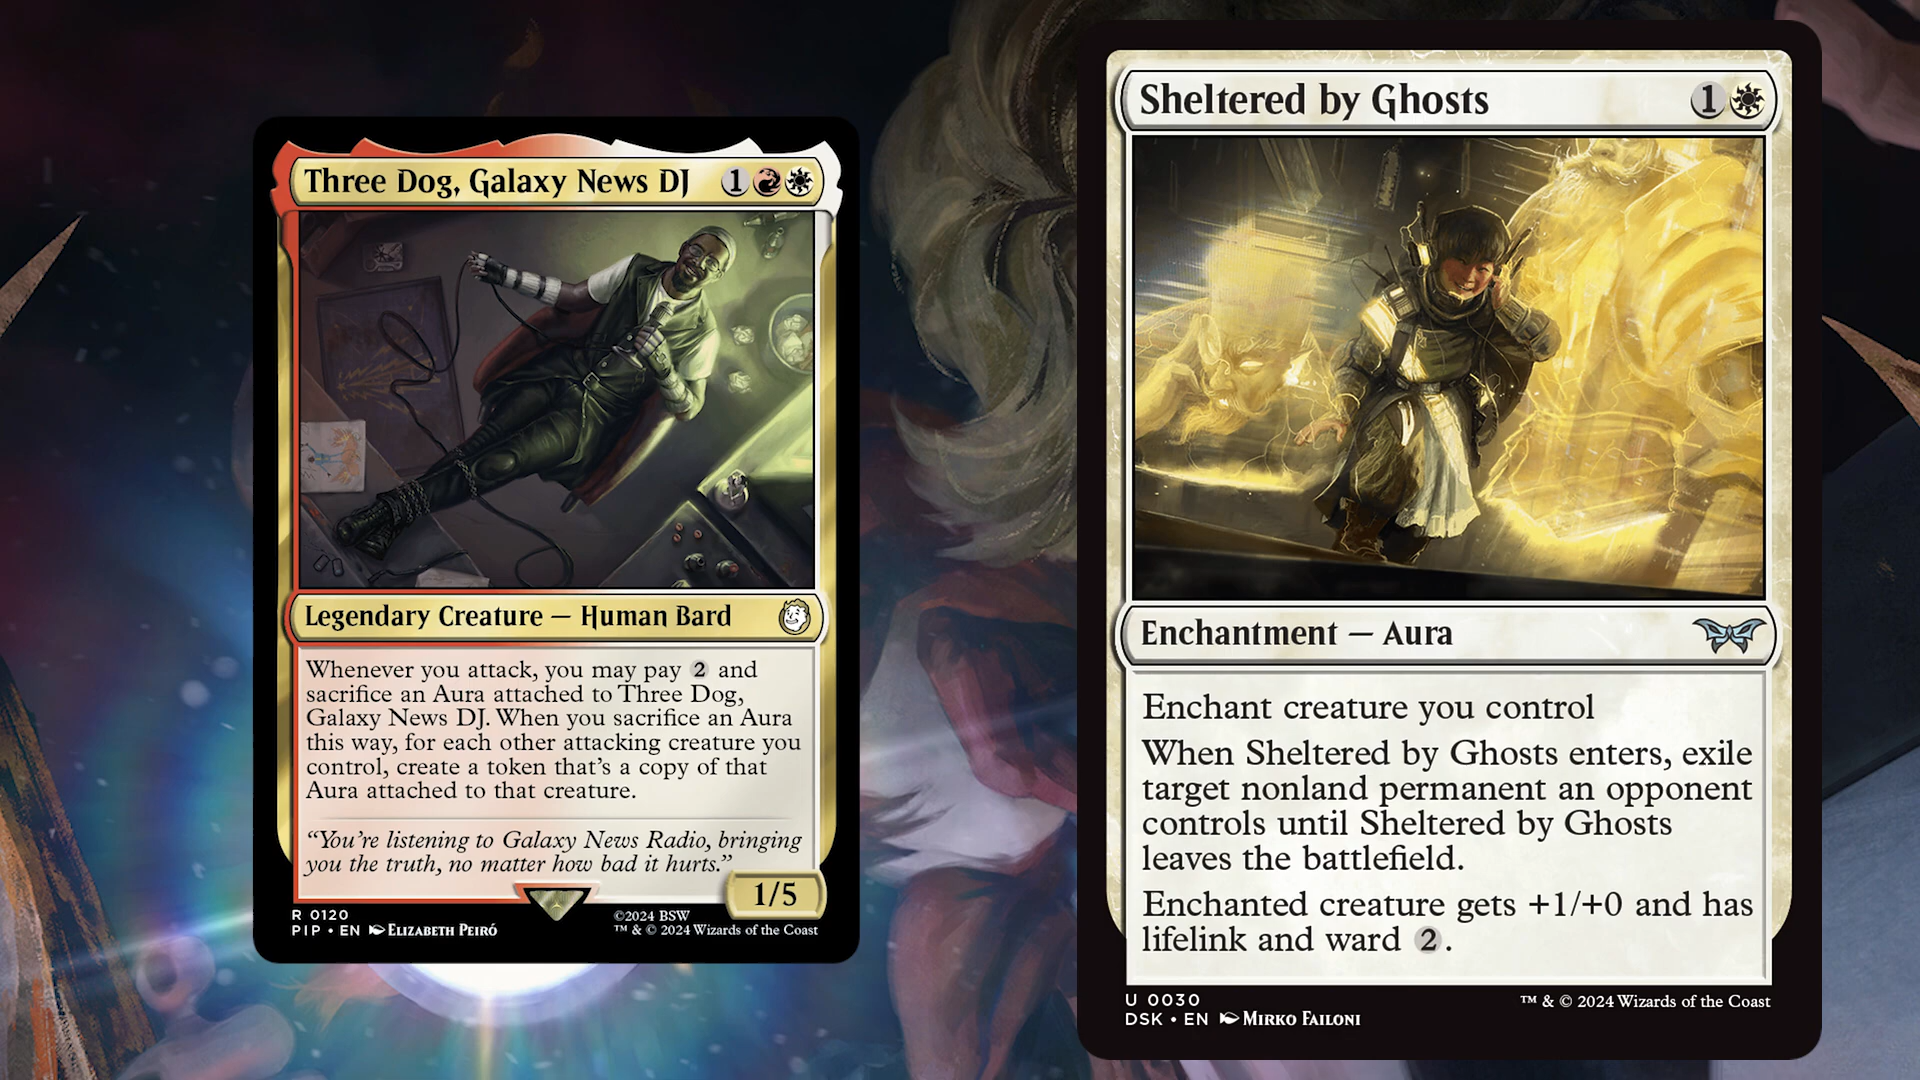 Three Dog, Galaxy News DJ 1
Legendary Creature — Human Bard
Whenever you attack, you may pay 2 and
sacrifice an Aura attached to Three Dog,
Galaxy News DJ. When you sacrifice an Aura
this way, for each other attacking creature you
control, create a token that's a copy of that
Aura attached to that creature.
“You're listening to Galaxy News Radio, bringing
you the truth, no matter how bad it hurts.”
1/5
R 0120
PIP • EN Elizabeth Peiró
©2024 BSW
™ & © 2024 Wizards of the Coast
Sheltered by Ghosts 1
Enchantment — Aura
Enchant creature you control
When Sheltered by Ghosts enters, exile
target nonland permanent an opponent
controls until Sheltered by Ghosts
leaves the battlefield.
Enchanted creature gets +1/+0 and has
lifelink and ward 2.
U 0030
DSK • EN Mirko Failoni
™ & © 2024 Wizards of the Coast